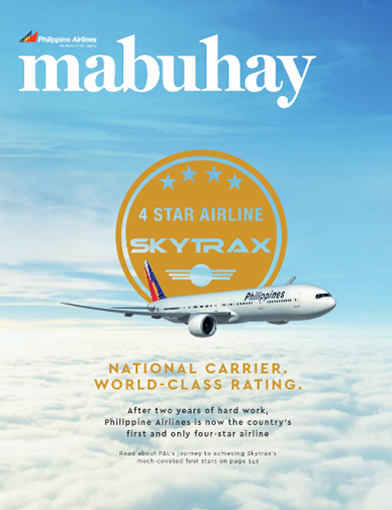 Philippine Airlines
mabuhay
4 STAR AIRLINE
SKYTRAX
Philippines
NATIONAL CARRIER.
WORLD-CLASS RATING.
After two years of hard work,
Philippine Airlines is now the country's
first and only four-star airline
Read about PAL's journey to achieving Skytrax's
much-coveted four stars on page